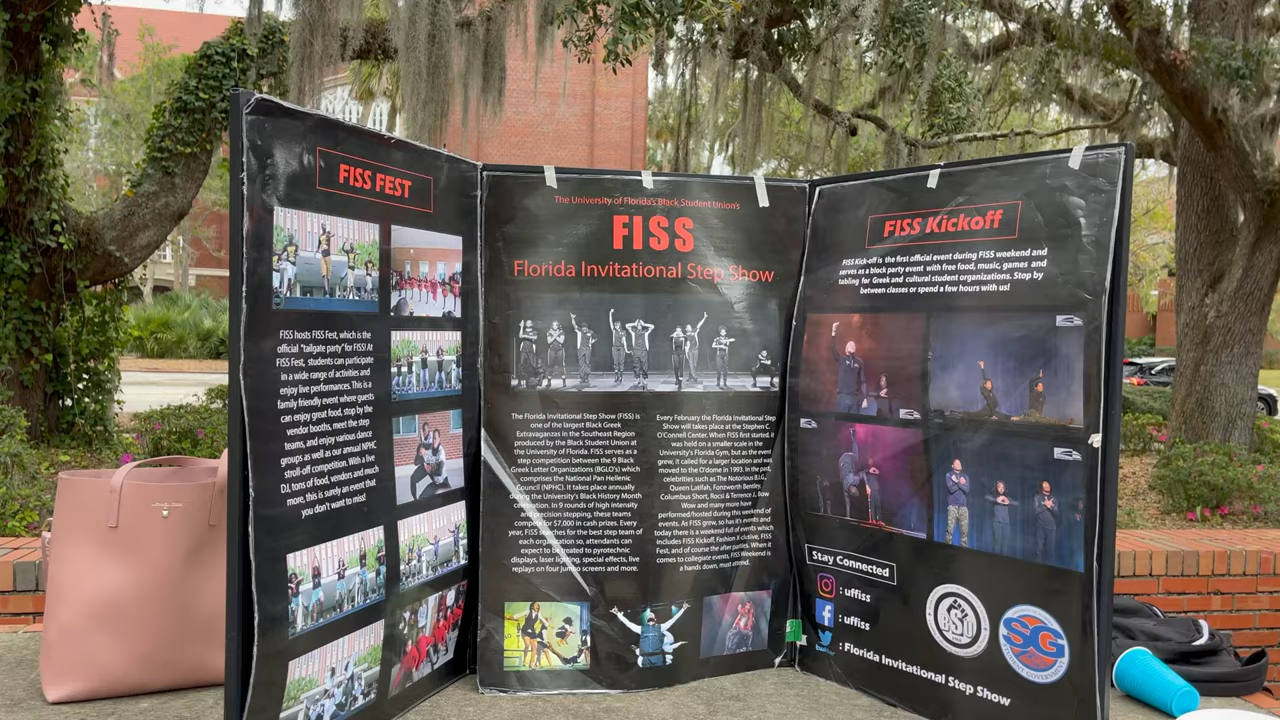 FISS FEST
FISS hosts FISS Fest, which is the
official "tailgate party" for FISS! At
FISS Fest, students can participate
in a wide range of activities and
enjoy live performances. This is a
family friendly event where guests
can enjoy great food, stop by the
vendor booths, meet the step
teams, and enjoy various dance
groups as well as our annual NPHC
stroll-off competition. With a live
DJ, tons of food, vendors and much
more, this is surely an event that
you don't want to miss!
The University of Florida's Black Student Union's
FISS
Florida Invitational Step Show
The Florida Invitational Step Show (FISS) is
one of the largest Black Greek
Extravaganzas in the Southeast Region
produced by the Black Student Union at
the University of Florida. FISS serves as a
step competition between the 9 Black
Greek Letter Organizations (BGLO's) which
comprises the National Pan Hellenic
Council (NPHC). It takes place annually
during the University's Black History Month
celebration. In 9 rounds of high intensity
and precision stepping, these teams
compete for $7,000 in cash prizes. Every
year, FISS searches for the best step team of
each organization so, attendants can
expect to be treated to pyrotechnic
displays, laser lighting, special effects, live
replays on four jumbo screens and more.
Every February the Florida Invitational Step
Show will takes place at the Stephen C.
O'Connell Center. When FISS first started, it
was held on a smaller scale in the
University's Florida Gym, but as the event
grew, it called for a larger location and was
moved to the O'dome in 1993. In the past,
celebrities such as The Notorious B.I.G.,
Queen Latifah, Fonzworth Bentley,
Columbus Short, Rocsi & Terrence J, Bow
Wow and many more have
performed/hosted during this weekend of
events. As FISS grew, so has it's events and
today there is a weekend full of events which
includes FISS Kickoff, Fashion X-clusive, FISS
Fest, and of course the after parties. When it
comes to collegiate events, FISS Weekend is
a hands down, must attend.
FISS Kickoff
FISS Kick-off is the first official event during FISS weekend and
serves as a block party event with free food, music, games and
tabling for Greek and cultural student organizations. Stop by
between classes or spend a few hours with us!
Stay Connected
: uffiss
: uffiss
: Florida Invitational Step Show
BSU
SG
STUDENT GOVERNMENT